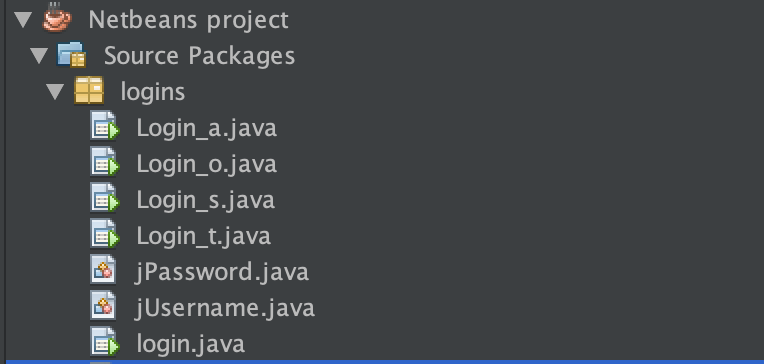 Netbeans project
Source Packages
logins
Login_a.java
Login_o.java
Login_s.java
Login_t.java
jPassword.java
jUsername.java
login.java